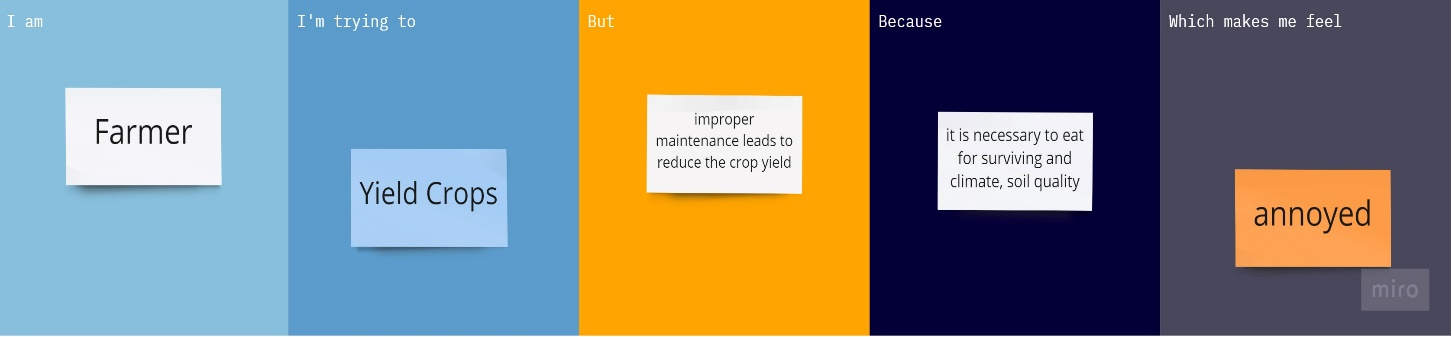 I am
Farmer
I'm trying to
Yield Crops
But
improper
maintenance leads to
reduce the crop yield
Because
it is necessary to eat
for surviving and
climate, soil quality
Which makes me feel
annoyed
miro